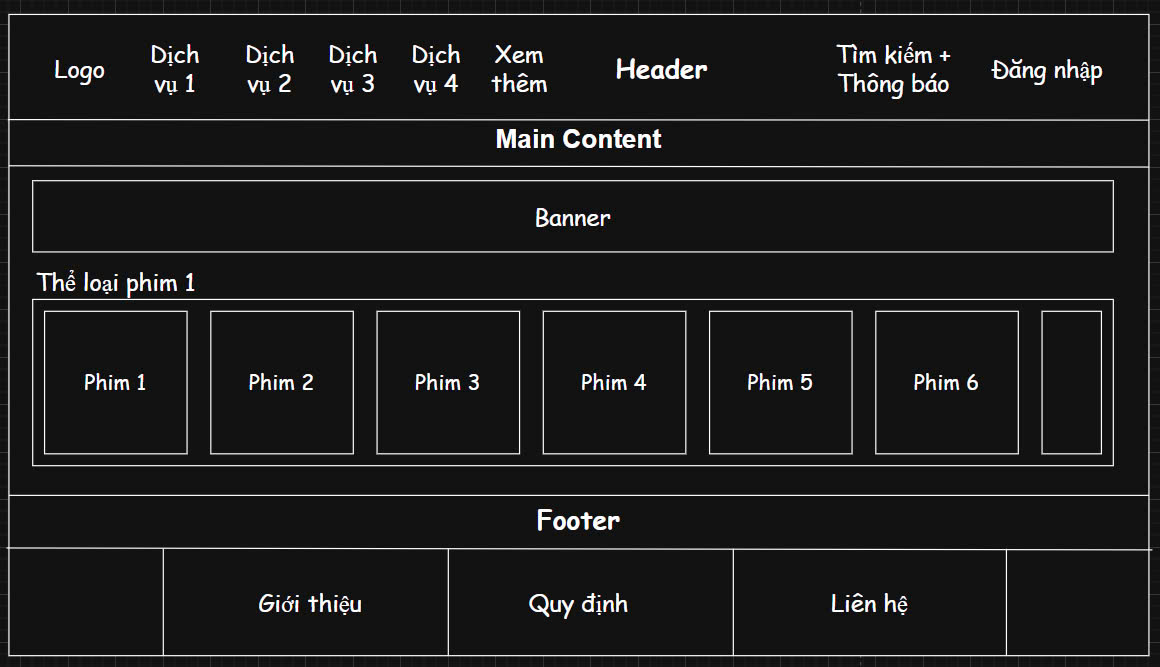 Logo
Dịch
vụ 1
Dịch
vụ 2
Dịch
vụ 3
Dịch
vụ 4
Xem
thêm
Header
Tìm kiếm +
Thông báo
Đăng nhập
Main Content
Banner
Thể loại phim 1
Phim 1
Phim 2
Phim 3
Phim 4
Phim 5
Phim 6
Footer
Giới thiệu
Quy định
Liên hệ